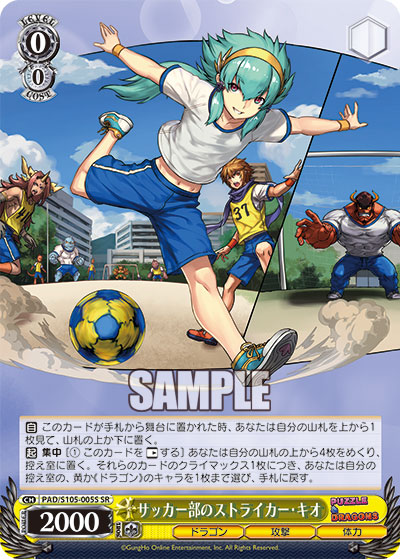 LEVEL
0
0
COST
37
SAMPLE
自 このカードが手札から舞台に置かれた時、あなたは自分の山札を上から1
枚見て、山札の上か下に置く。
起 集中 [① このカードを レスト する] あなたは自分の山札の上から4枚をめくり、
控え室に置く。それらのカードのクライマックス1枚につき、あなたは自分の控え
室の、黄か《ドラゴン》のキャラを1枚まで選び、手札に戻す。
CH PAD/S105-005S SR
サッカー部のストライカー・キオ
PUZZLE & DRAGONS
POWER
2000
SOUL
ドラゴン
攻撃
体力
©GungHo Online Entertainment, Inc. All Rights Reserved.